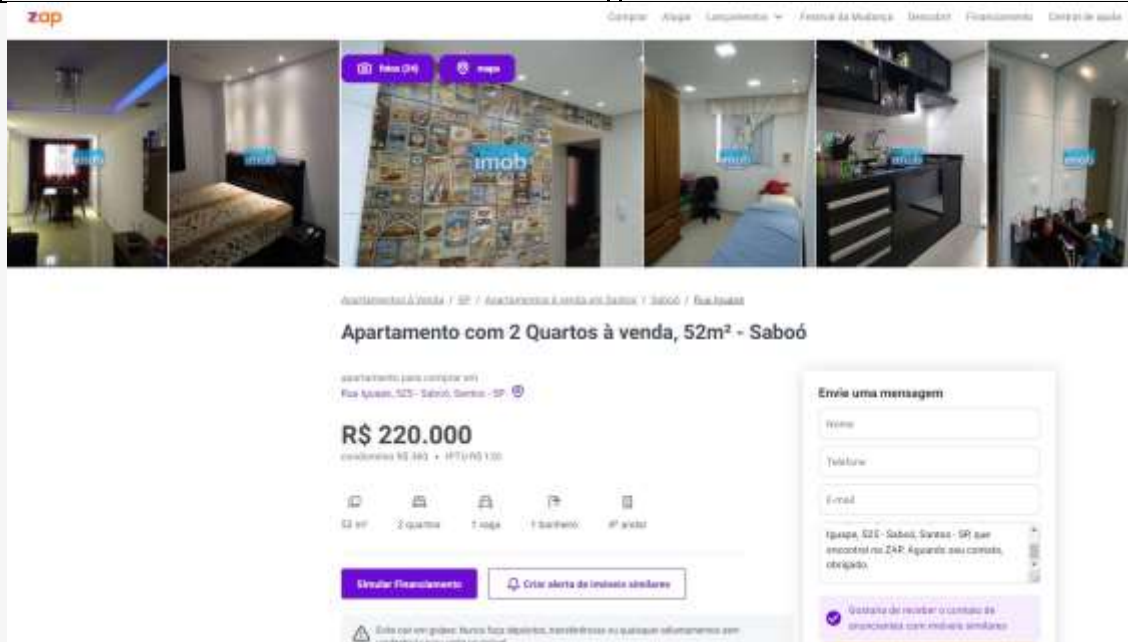 zap
Comprar Alugar Lançamentos Festival da Mudança Descobrir Financiamento Central de ajuda
fotos (24) mapa
imob
imob
imob
imob
imob
imob
Apartamentos à Venda / SP / Apartamentos à venda em Santos / Saboó / Rua Iguape
Apartamento com 2 Quartos à venda, 52m² - Saboó
apartamento para comprar em
Rua Iguape, 525 - Saboó, Santos - SP
Envie uma mensagem
R$ 220.000
Nome
Telefone
E-mail
52 m² 2 quartos 1 vaga 1 banheiro 4º andar
Iguape, 525 - Saboó, Santos - SP, que
encontrei no ZAP. Aguardo seu contato,
obrigado.
Simular Financiamento
Criar alerta de imóveis similares
Gostaria de receber o contato de
anunciantes com imóveis similares